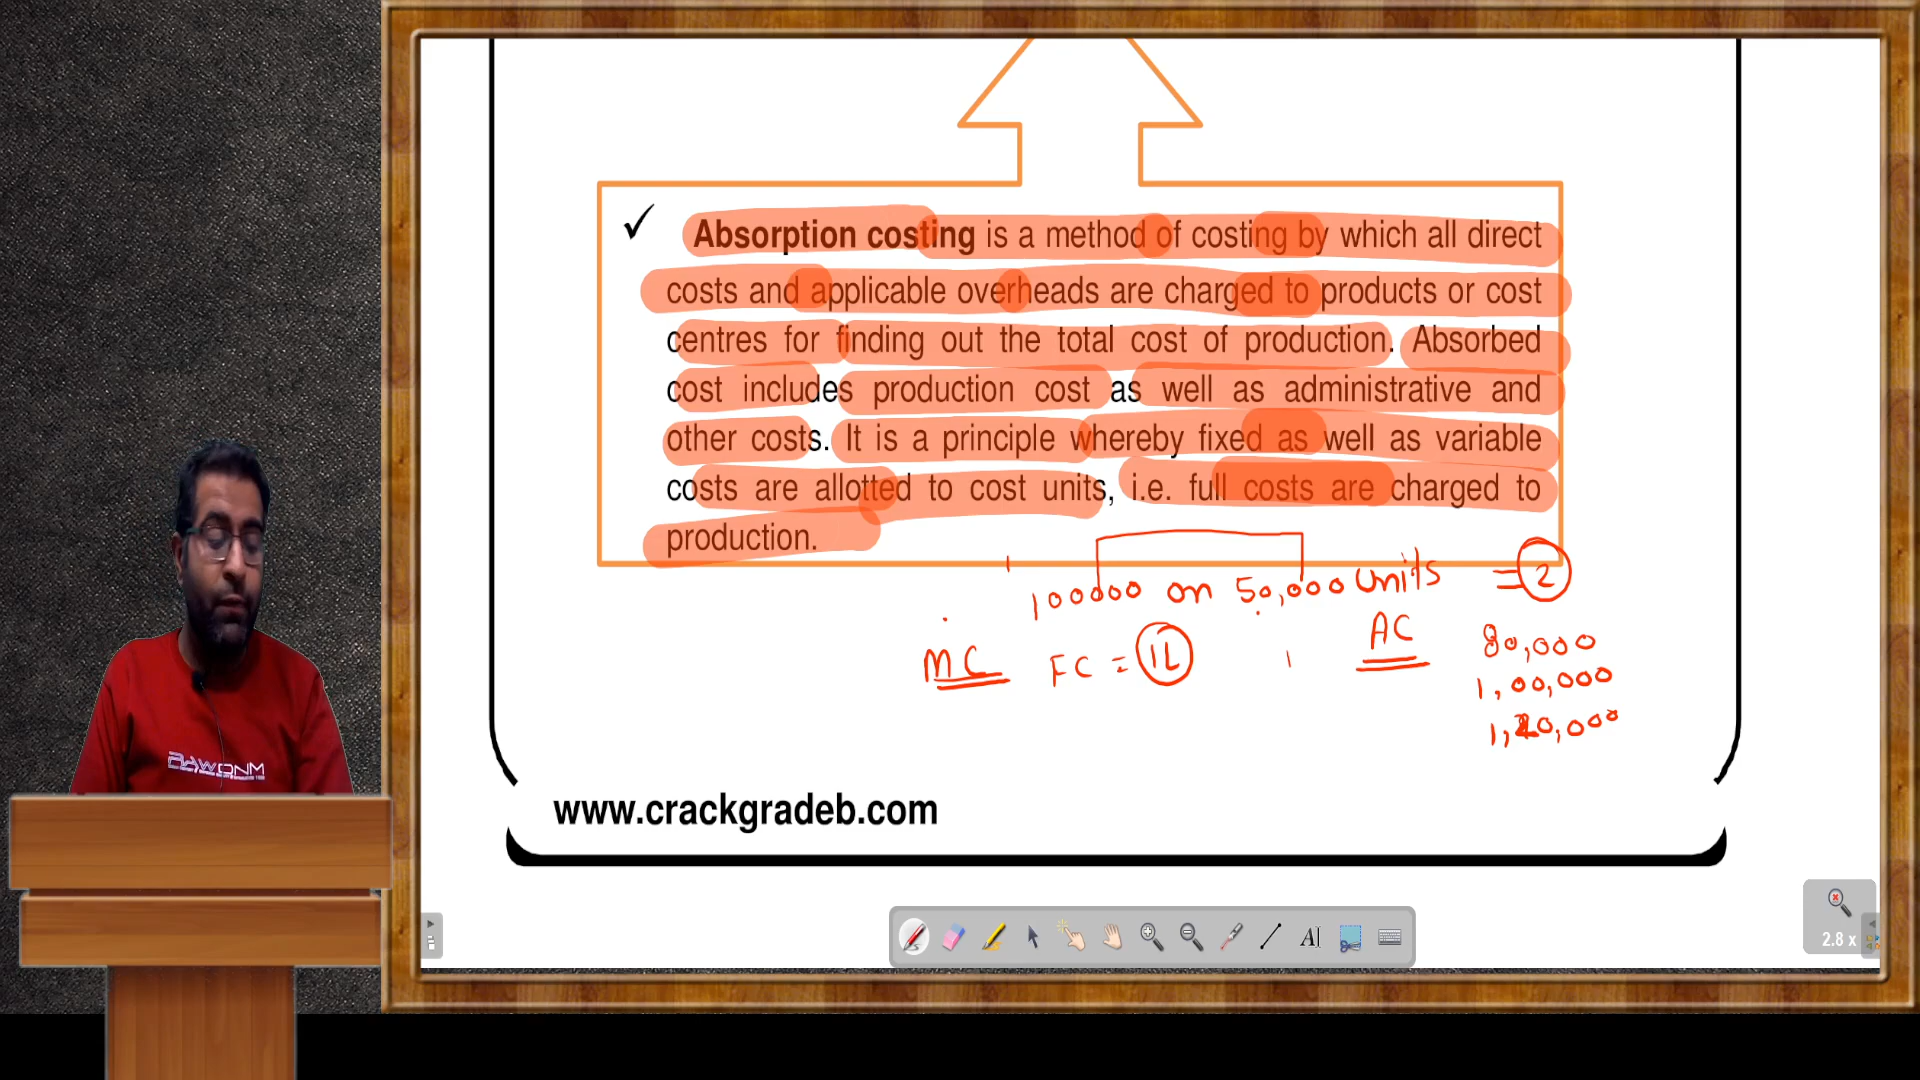 Absorption costing is a method of costing by which all direct
costs and applicable overheads are charged to products or cost
centres for finding out the total cost of production. Absorbed
cost includes production cost as well as administrative and
other costs. It is a principle whereby fixed as well as variable
costs are allotted to cost units, i.e. full costs are charged to
production.
100000 on 50,000 units = 2
MC FC = 1L AC 80,000
1,00,000
1,20,000
www.crackgradeb.com
2.8 x